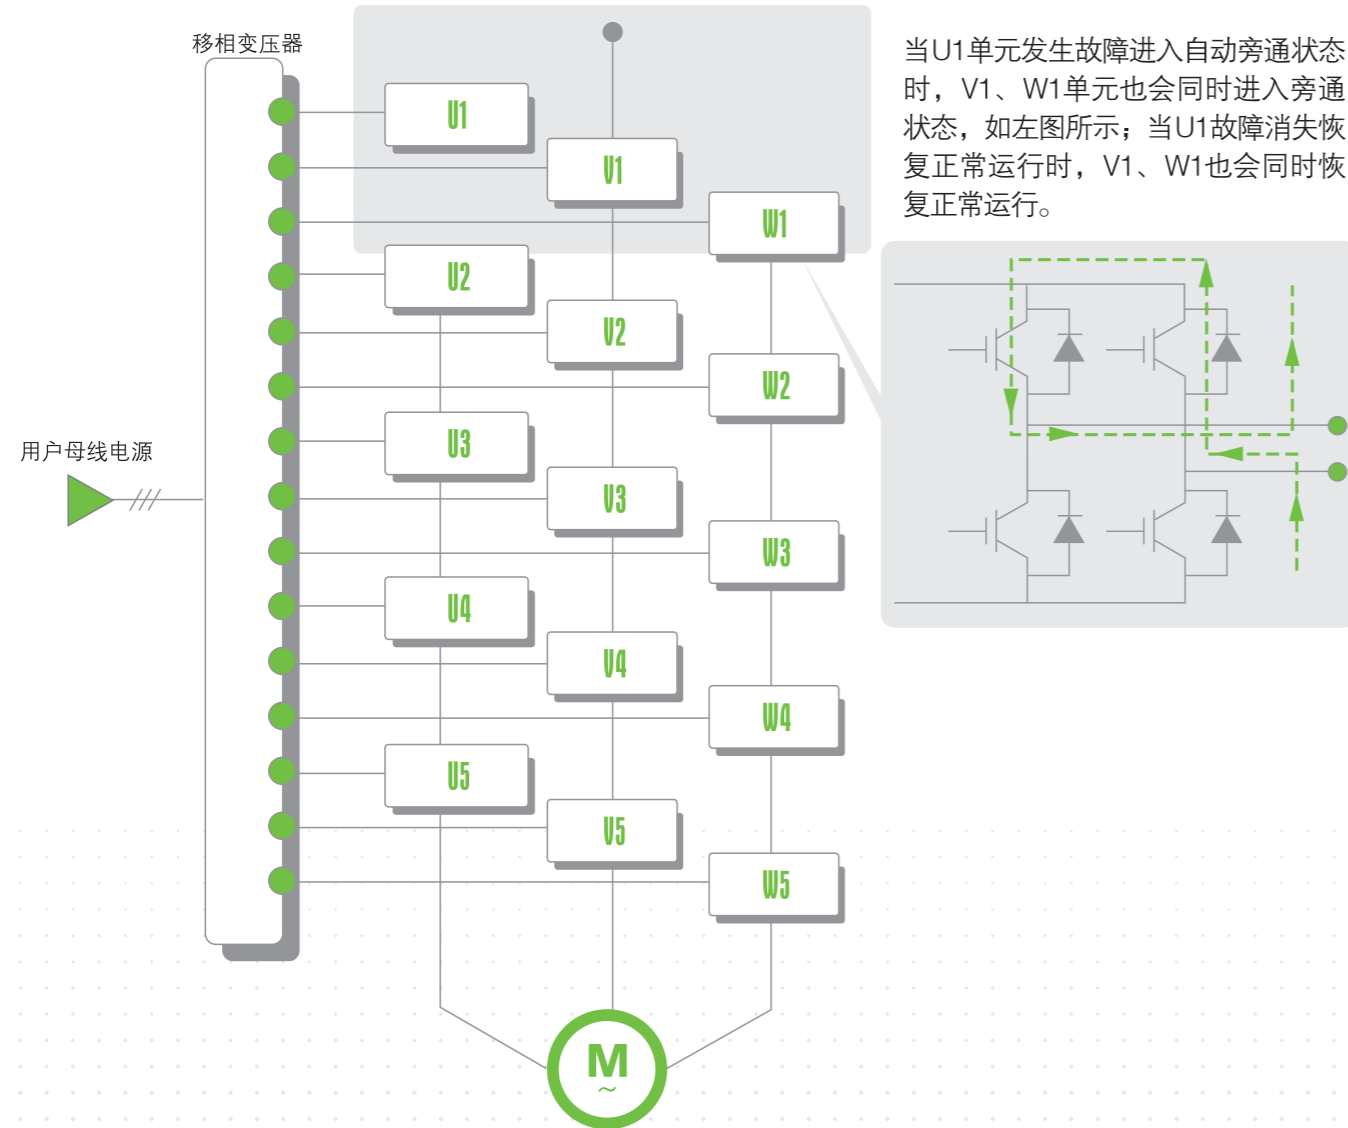 移相变压器
当U1单元发生故障进入自动旁通状态
时，V1、W1单元也会同时进入旁通
状态，如左图所示；当U1故障消失恢
复正常运行时，V1、W1也会同时恢
复正常运行。
U1
V1
W1
U2
V2
W2
U3
用户母线电源
V3
W3
U4
V4
W4
U5
V5
W5
M
~